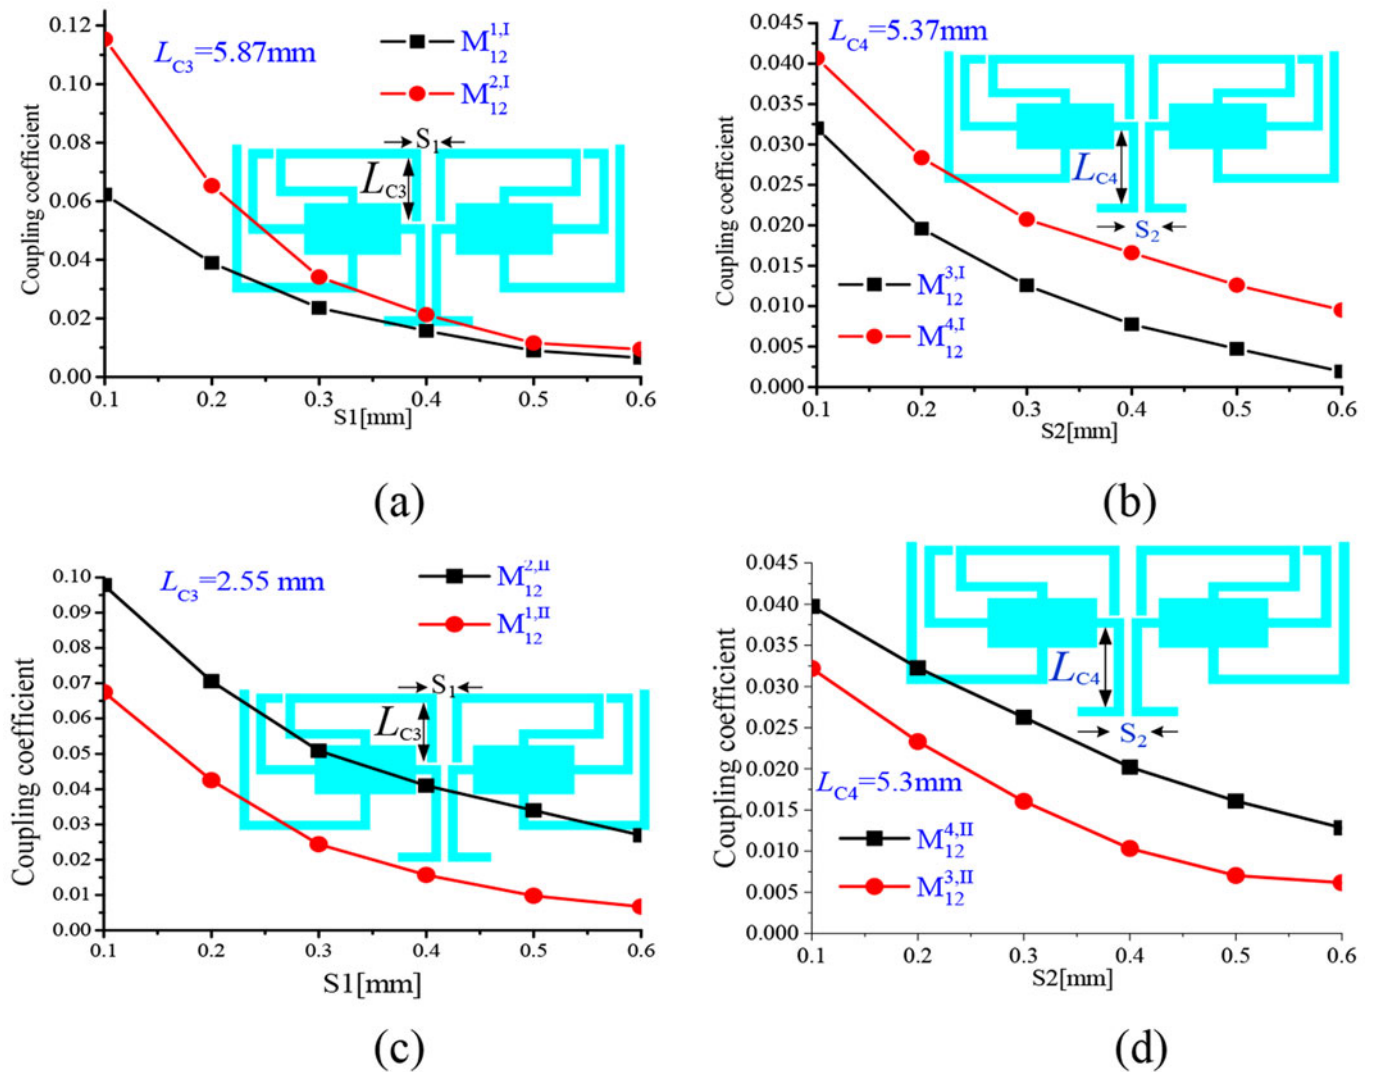 L_C3=5.87mm
M_12^1,I
M_12^2,I
Coupling coefficient
0.12
0.10
0.08
0.06
0.04
0.02
0.00
S_1
L_C3
0.1 0.2 0.3 0.4 0.5 0.6
S1[mm]
(a)
L_C4=5.37mm
Coupling coefficient
0.045
0.040
0.035
0.030
0.025
0.020
0.015
0.010
0.005
0.000
L_C4
S_2
M_12^3,I
M_12^4,I
0.1 0.2 0.3 0.4 0.5 0.6
S2[mm]
(b)
L_C3=2.55 mm
M_12^2,II
M_12^1,II
Coupling coefficient
0.10
0.09
0.08
0.07
0.06
0.05
0.04
0.03
0.02
0.01
0.00
S_1
L_C3
0.1 0.2 0.3 0.4 0.5 0.6
S1[mm]
(c)
Coupling coefficient
0.045
0.040
0.035
0.030
0.025
0.020
0.015
0.010
0.005
0.000
L_C4
S_2
L_C4=5.3mm
M_12^4,II
M_12^3,II
0.1 0.2 0.3 0.4 0.5 0.6
S2[mm]
(d)